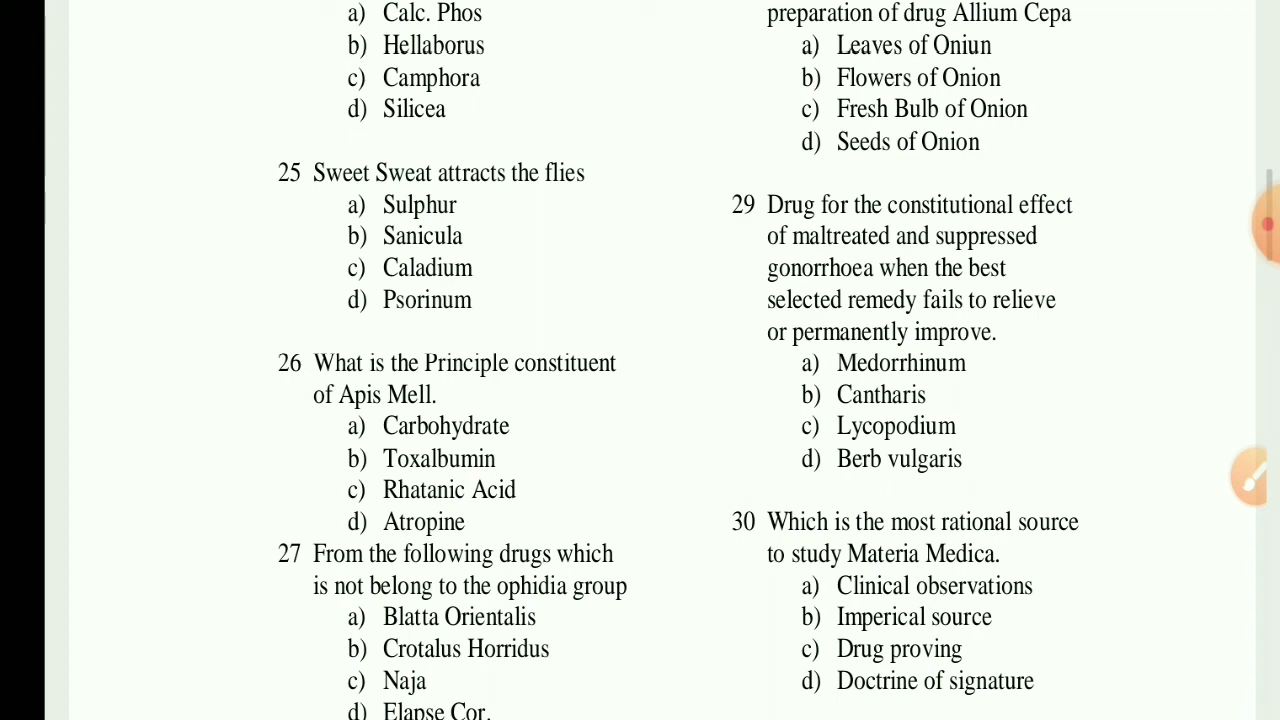 a) Calc. Phos
b) Hellaborus
c) Camphora
d) Silicea
25 Sweet Sweat attracts the flies
a) Sulphur
b) Sanicula
c) Caladium
d) Psorinum
26 What is the Principle constituent
of Apis Mell.
a) Carbohydrate
b) Toxalbumin
c) Rhatanic Acid
d) Atropine
27 From the following drugs which
is not belong to the ophidia group
a) Blatta Orientalis
b) Crotalus Horridus
c) Naja
d) Elapse Cor.
preparation of drug Allium Cepa
a) Leaves of Oniun
b) Flowers of Onion
c) Fresh Bulb of Onion
d) Seeds of Onion
29 Drug for the constitutional effect
of maltreated and suppressed
gonorrhoea when the best
selected remedy fails to relieve
or permanently improve.
a) Medorrhinum
b) Cantharis
c) Lycopodium
d) Berb vulgaris
30 Which is the most rational source
to study Materia Medica.
a) Clinical observations
b) Imperical source
c) Drug proving
d) Doctrine of signature